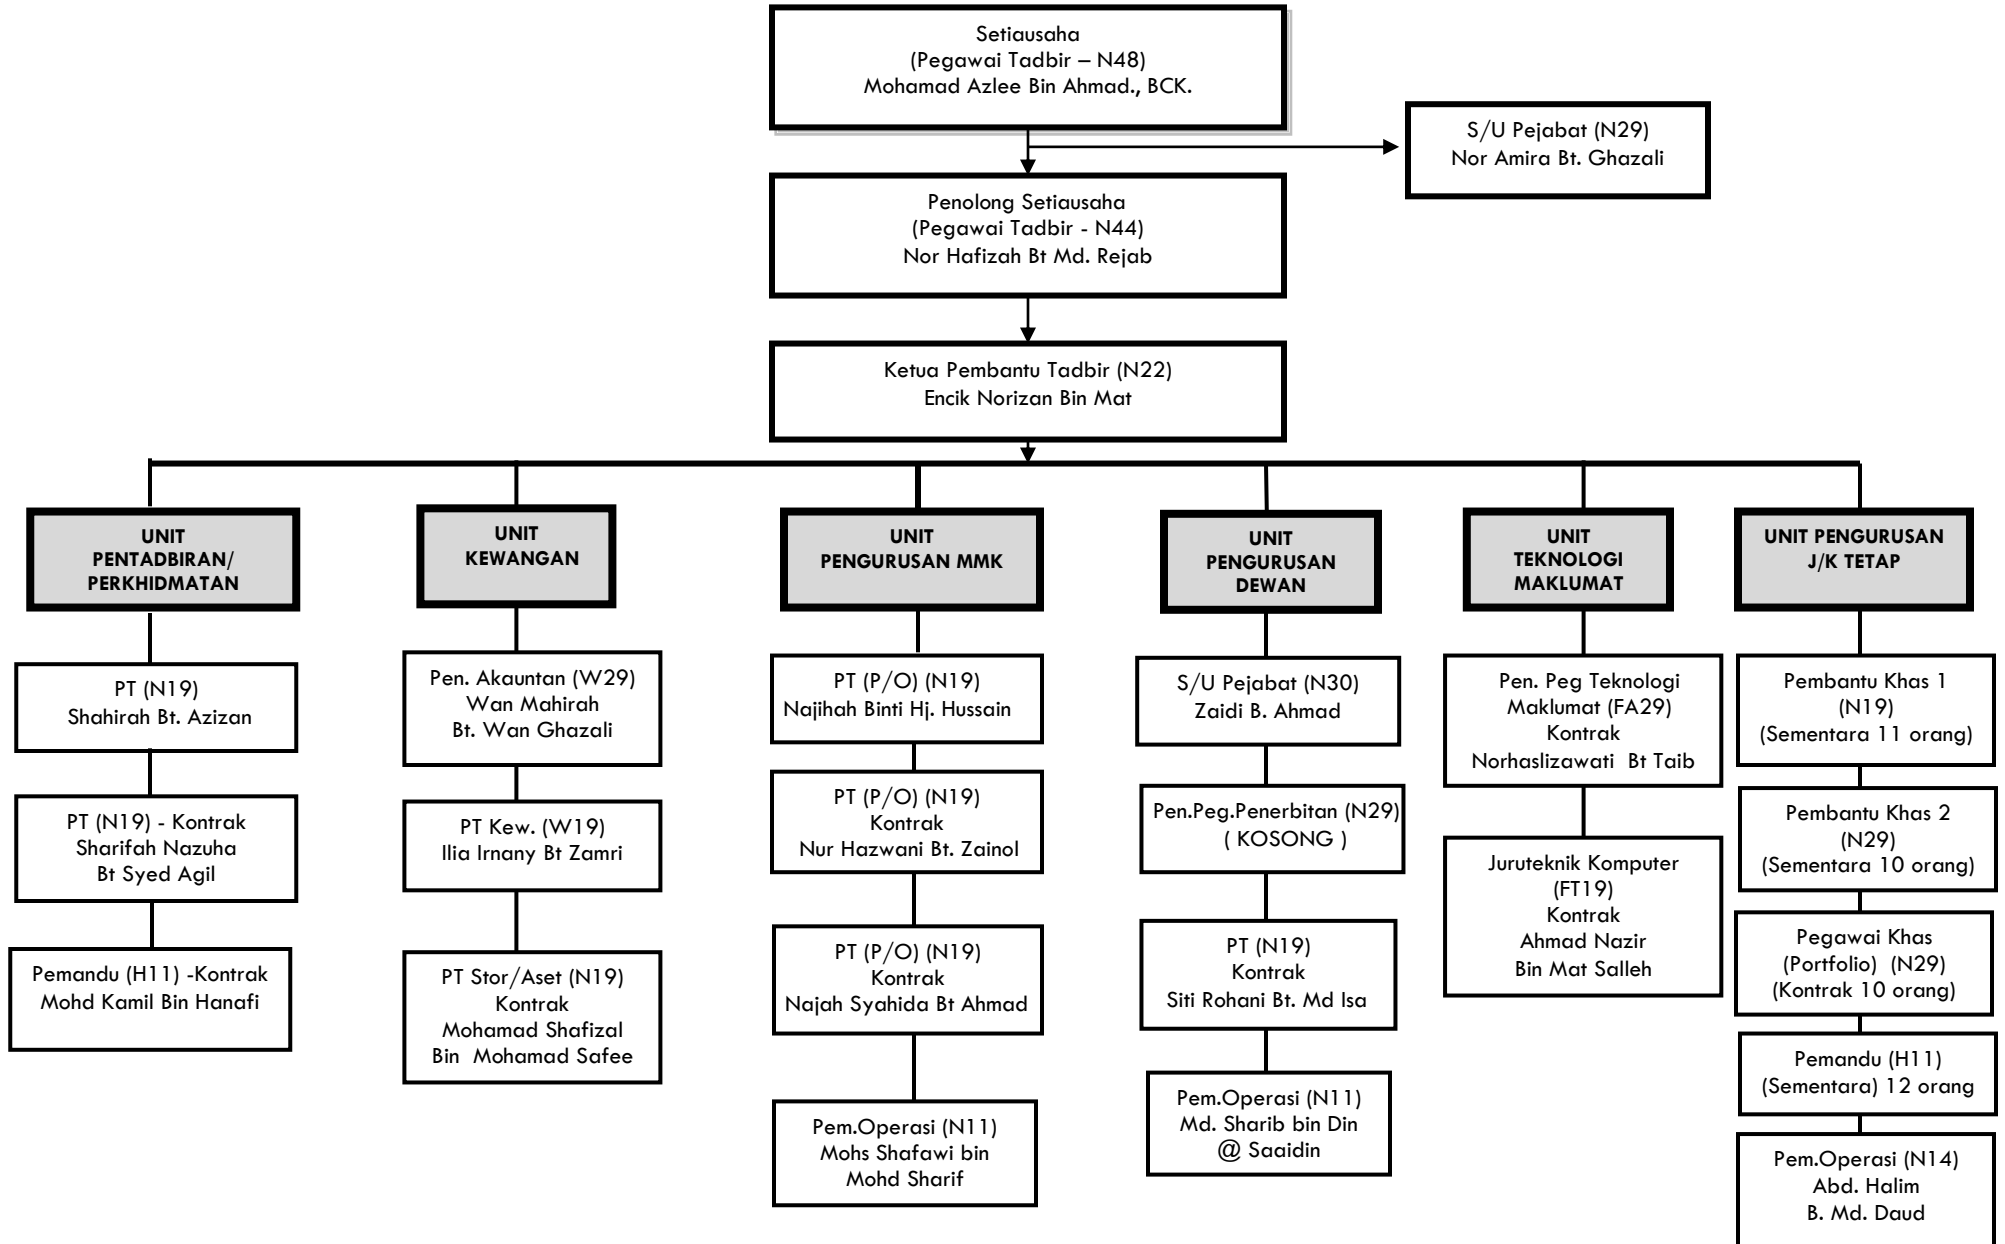 Setiausaha
(Pegawai Tadbir – N48)
Mohamad Azlee Bin Ahmad., BCK.
S/U Pejabat (N29)
Nor Amira Bt. Ghazali
Penolong Setiausaha
(Pegawai Tadbir - N44)
Nor Hafizah Bt Md. Rejab
Ketua Pembantu Tadbir (N22)
Encik Norizan Bin Mat
UNIT
PENTADBIRAN/
PERKHIDMATAN
PT (N19)
Shahirah Bt. Azizan
PT (N19) - Kontrak
Sharifah Nazuha
Bt Syed Agil
Pemandu (H11) -Kontrak
Mohd Kamil Bin Hanafi
UNIT
KEWANGAN
Pen. Akauntan (W29)
Wan Mahirah
Bt. Wan Ghazali
PT Kew. (W19)
Ilia Irnany Bt Zamri
PT Stor/Aset (N19)
Kontrak
Mohamad Shafizal
Bin Mohamad Safee
UNIT
PENGURUSAN MMK
PT (P/O) (N19)
Najihah Binti Hj. Hussain
PT (P/O) (N19)
Kontrak
Nur Hazwani Bt. Zainol
PT (P/O) (N19)
Kontrak
Najah Syahida Bt Ahmad
Pem.Operasi (N11)
Mohs Shafawi bin
Mohd Sharif
UNIT
PENGURUSAN
DEWAN
S/U Pejabat (N30)
Zaidi B. Ahmad
Pen.Peg.Penerbitan (N29)
( KOSONG )
PT (N19)
Kontrak
Siti Rohani Bt. Md Isa
Pem.Operasi (N11)
Md. Sharib bin Din
@ Saaidin
UNIT
TEKNOLOGI
MAKLUMAT
Pen. Peg Teknologi
Maklumat (FA29)
Kontrak
Norhaslizawati Bt Taib
Juruteknik Komputer
(FT19)
Kontrak
Ahmad Nazir
Bin Mat Salleh
UNIT PENGURUSAN
J/K TETAP
Pembantu Khas 1
(N19)
(Sementara 11 orang)
Pembantu Khas 2
(N29)
(Sementara 10 orang)
Pegawai Khas
(Portfolio) (N29)
(Kontrak 10 orang)
Pemandu (H11)
(Sementara) 12 orang
Pem.Operasi (N14)
Abd. Halim
B. Md. Daud